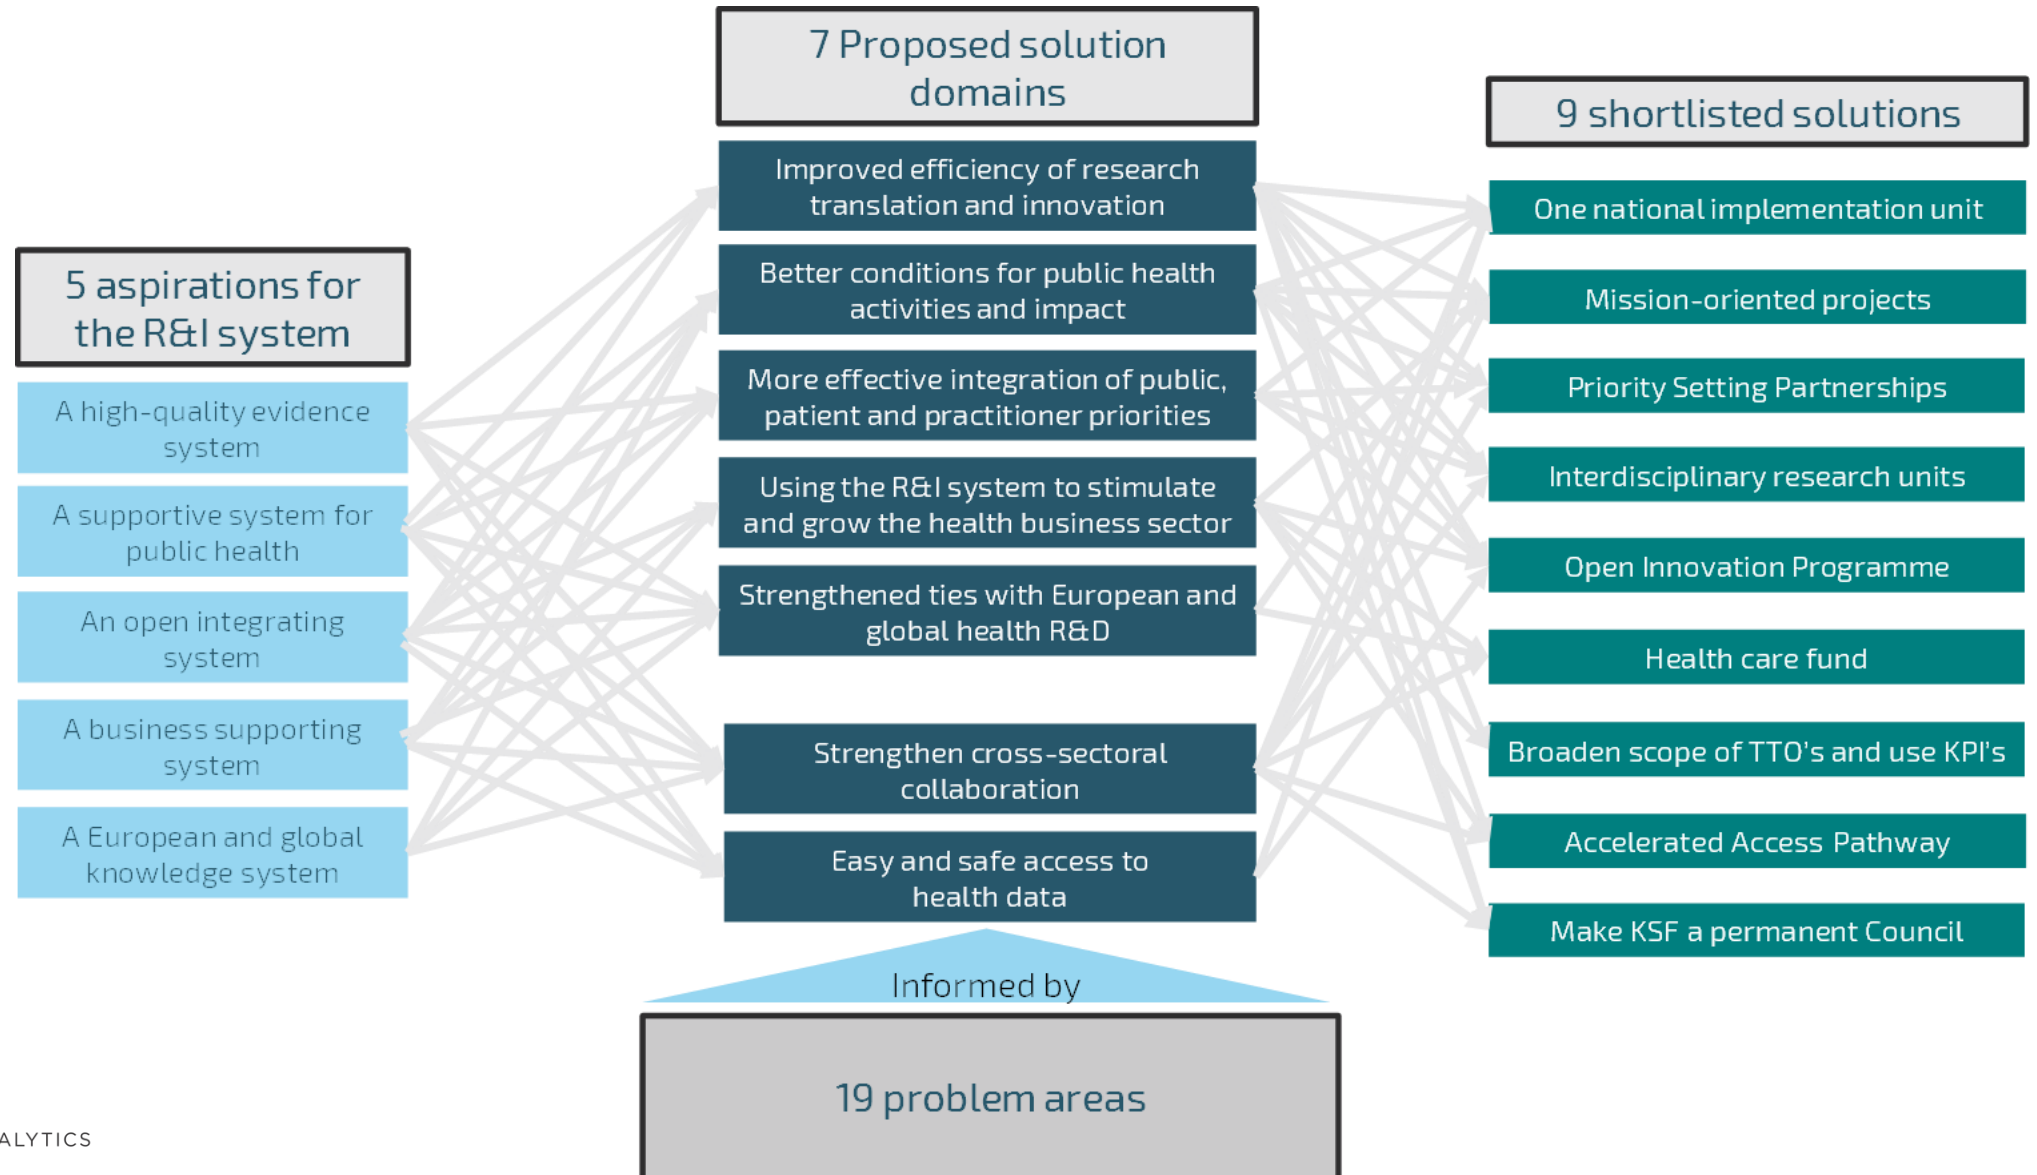 7 Proposed solution
domains
9 shortlisted solutions
5 aspirations for
the R&I system
A high-quality evidence
system
A supportive system for
public health
An open integrating
system
A business supporting
system
A European and global
knowledge system
Improved efficiency of research
translation and innovation
Better conditions for public health
activities and impact
More effective integration of public,
patient and practitioner priorities
Using the R&I system to stimulate
and grow the health business sector
Strengthened ties with European and
global health R&D
Strengthen cross-sectoral
collaboration
Easy and safe access to
health data
One national implementation unit
Mission-oriented projects
Priority Setting Partnerships
Interdisciplinary research units
Open Innovation Programme
Health care fund
Broaden scope of TTO's and use KPI's
Accelerated Access Pathway
Make KSF a permanent Council
Informed by
19 problem areas
ALYTICS